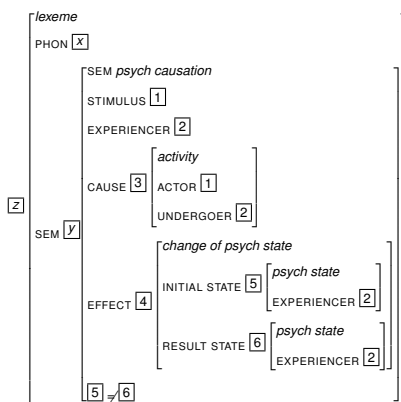 lexeme
PHON x
SEM psych causation
STIMULUS 1
EXPERIENCER 2
activity
CAUSE 3 ACTOR 1
UNDERGOER 2
z
SEM y
change of psych state
psych state
INITIAL STATE 5
EXPERIENCER 2
EFFECT 4
psych state
RESULT STATE 6
EXPERIENCER 2
5 ≠ 6